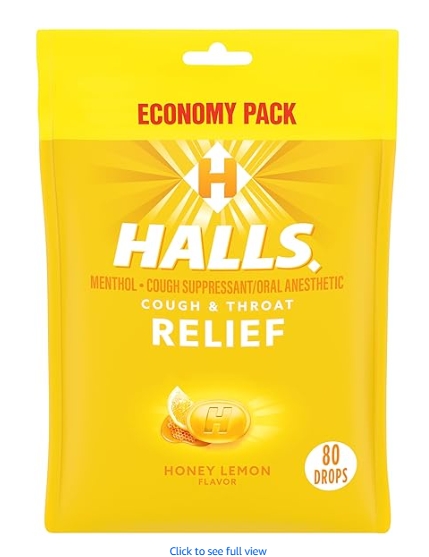 ECONOMY PACK
H
HALLS.
MENTHOL • COUGH SUPPRESSANT/ORAL ANESTHETIC
COUGH & THROAT
RELIEF
H
HONEY LEMON
FLAVOR
80
DROPS
Click to see full view